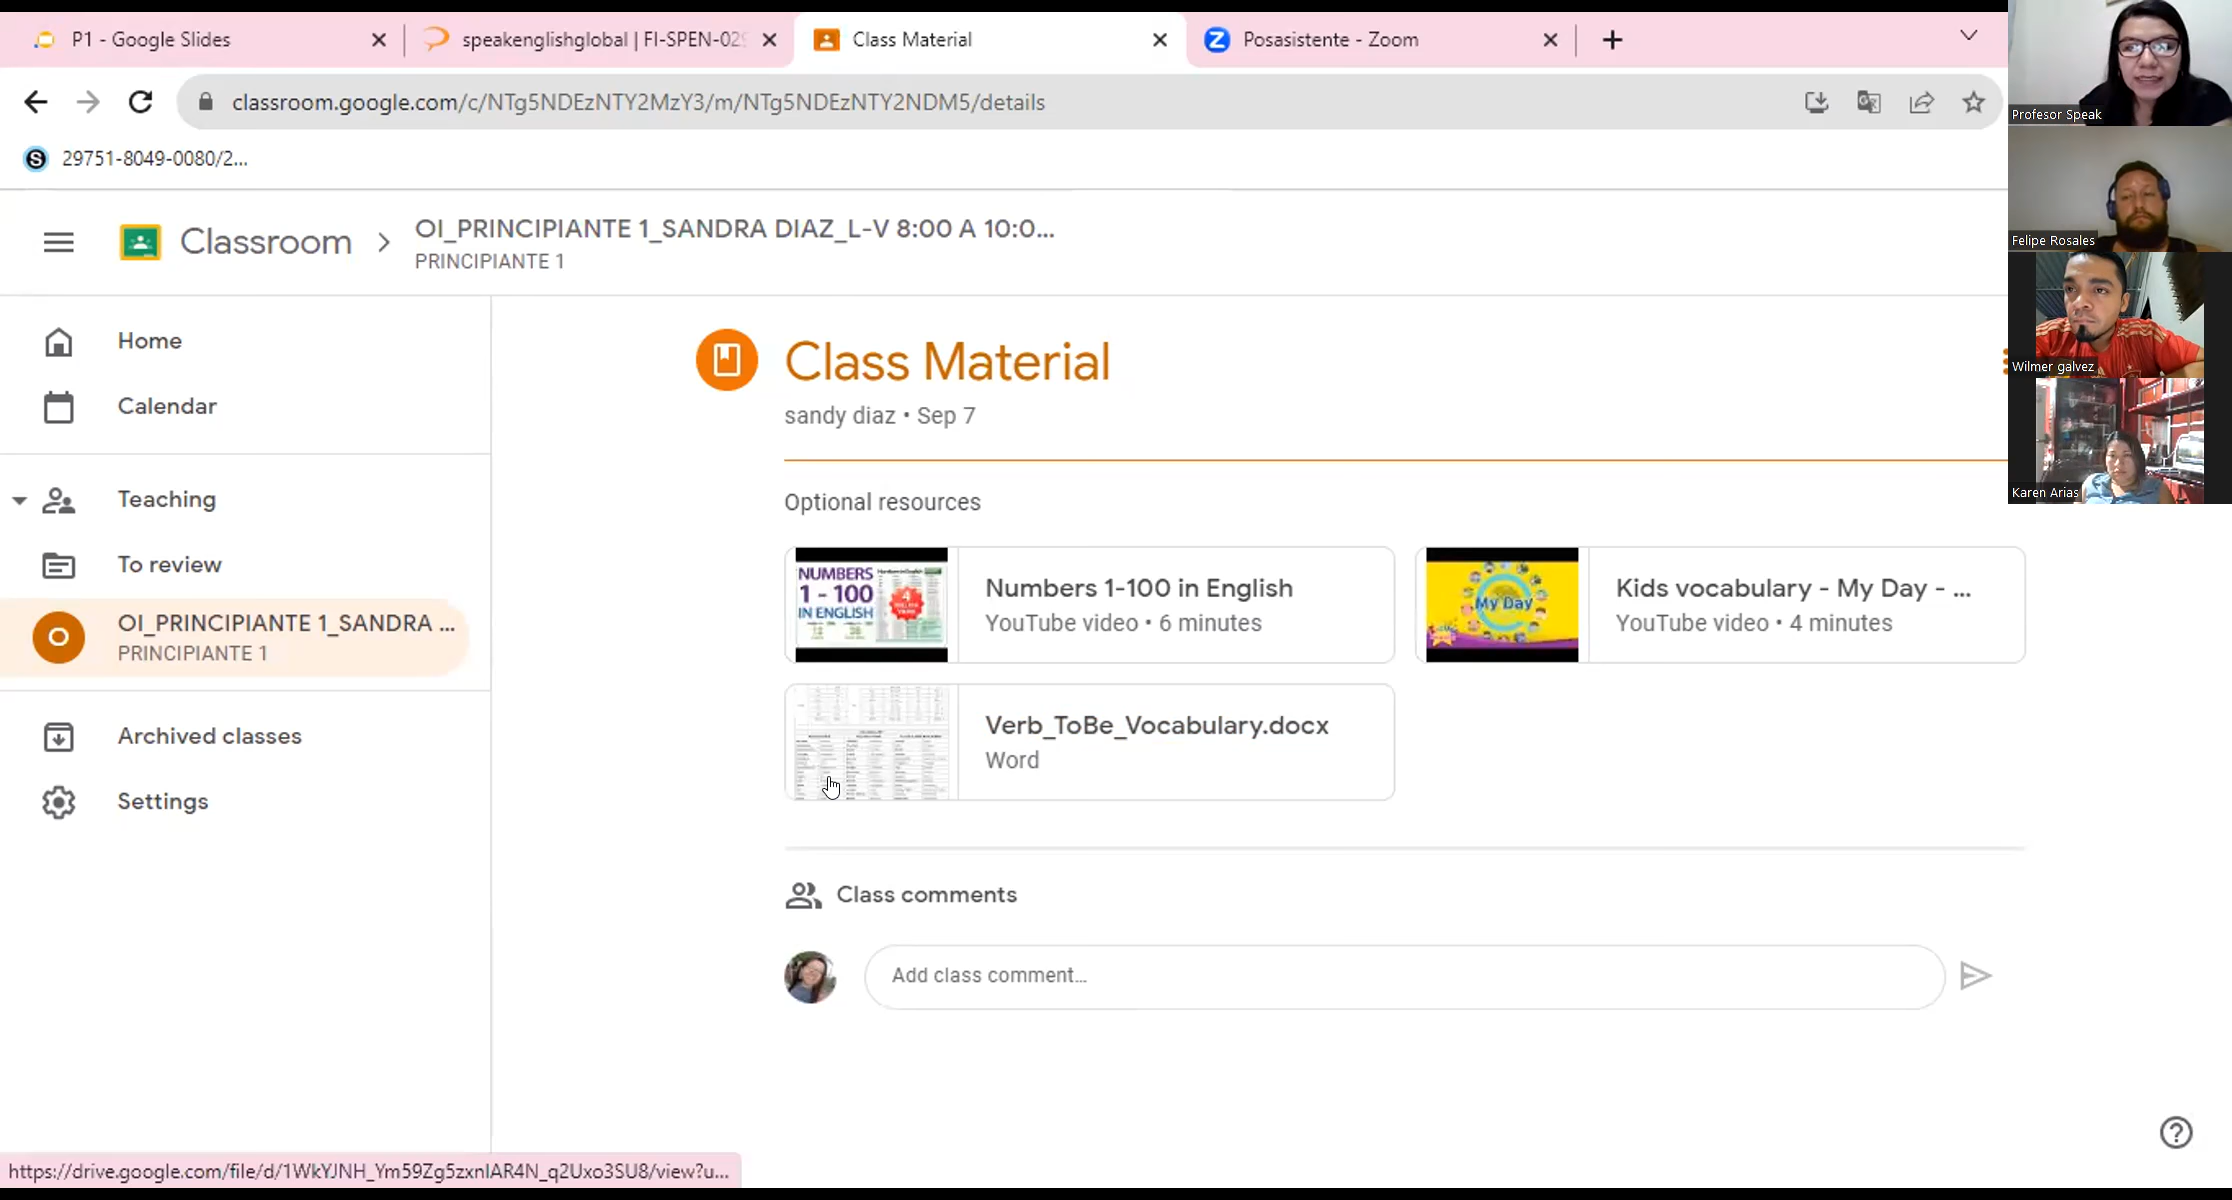 P1 - Google Slides
speakenglishglobal | FI-SPEN-029
Class Material
Posasistente - Zoom
classroom.google.com/c/NTg5NDEzNTY2MzY3/m/NTg5NDEzNTY2NDM5/details
29751-8049-0080/2...
Classroom
OI_PRINCIPIANTE 1_SANDRA DIAZ_L-V 8:00 A 10:0...
PRINCIPIANTE 1
Profesor Speak
Felipe Rosales
Wilmer galvez
Karen Arias
Home
Calendar
Teaching
To review
O
OI_PRINCIPIANTE 1_SANDRA ...
PRINCIPIANTE 1
Archived classes
Settings
Class Material
sandy diaz • Sep 7
Optional resources
NUMBERS
1 - 100
IN ENGLISH
Numbers 1-100 in English
YouTube video • 6 minutes
My Day
Kids vocabulary - My Day - ...
YouTube video • 4 minutes
Verb_ToBe_Vocabulary.docx
Word
Class comments
Add class comment...
https://drive.google.com/file/d/1WkYJNH_Ym59Zg5zxnIAR4N_q2Uxo3SU8/view?u...